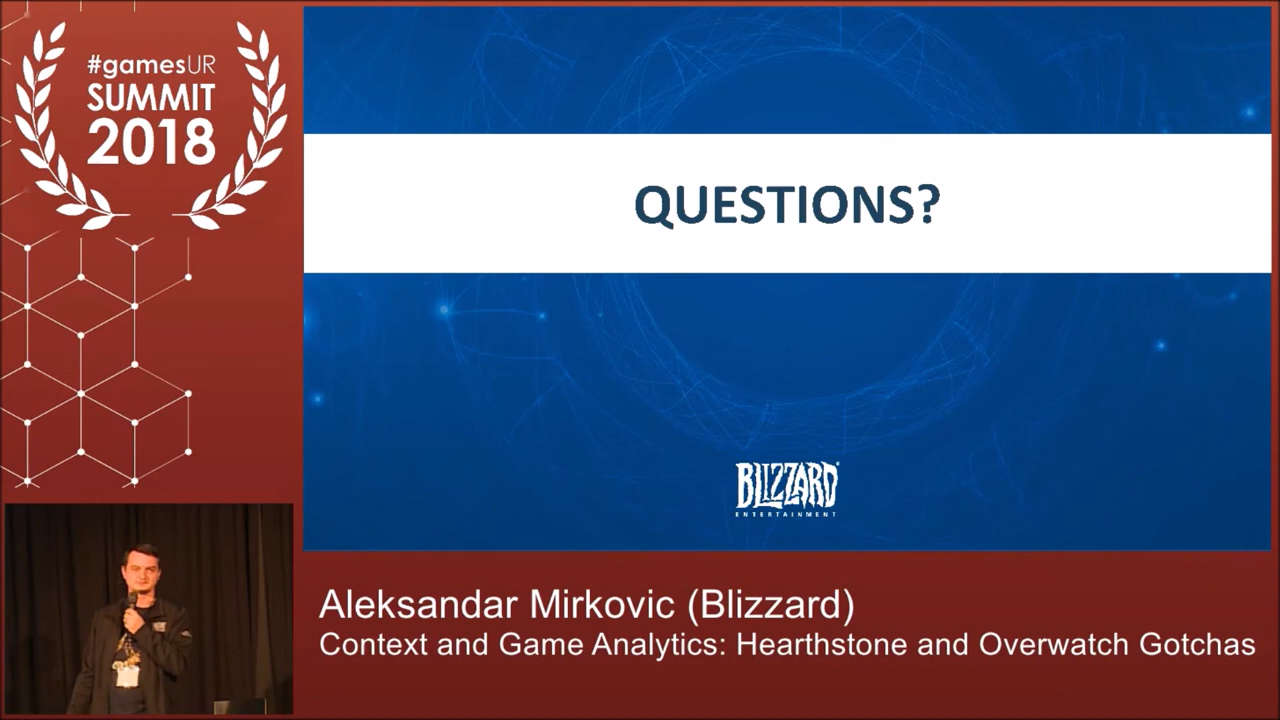 #gamesUR
SUMMIT
2018
QUESTIONS?
BLIZZARD
ENTERTAINMENT
Aleksandar Mirkovic (Blizzard)
Context and Game Analytics: Hearthstone and Overwatch Gotchas